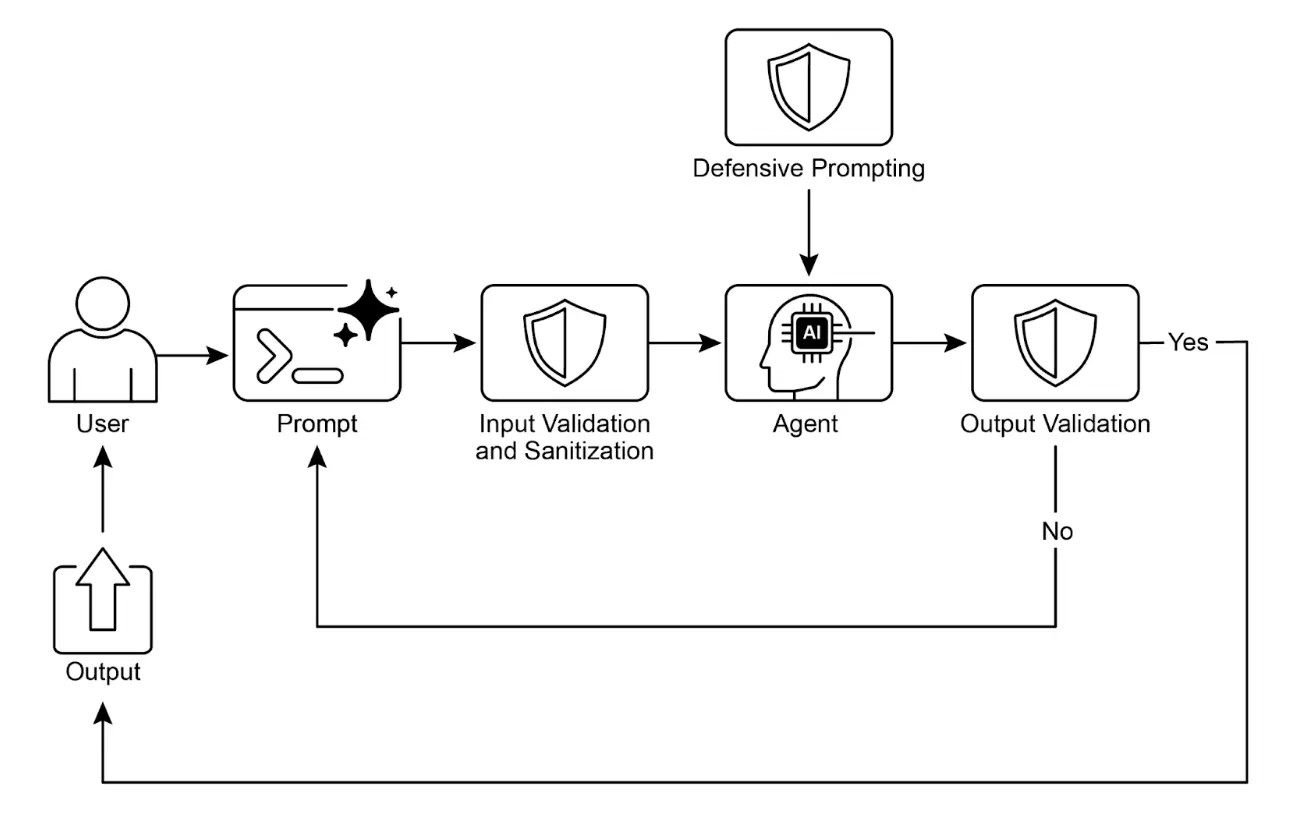 Defensive Prompting
AI
Yes
User
Prompt
Input Validation
and Sanitization
Agent
Output Validation
No
Output